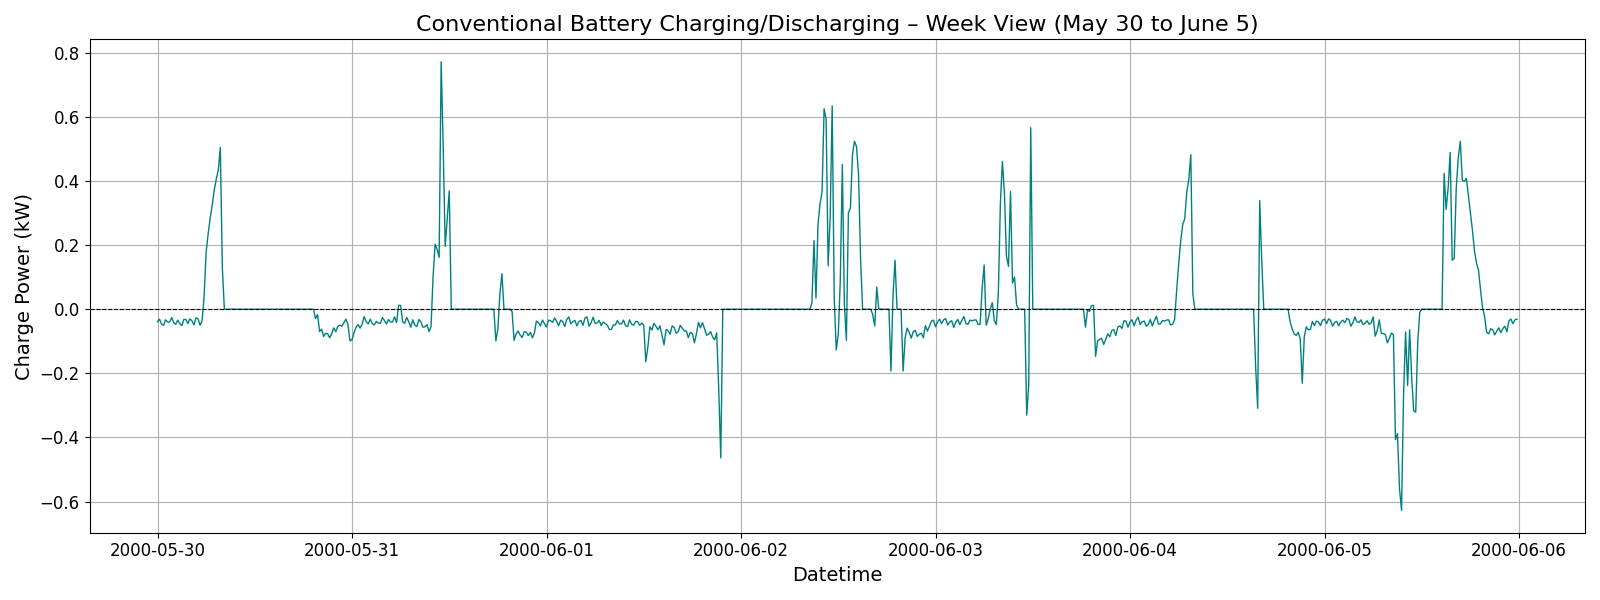 Conventional Battery Charging/Discharging – Week View (May 30 to June 5)
Charge Power (kW)
0.8
0.6
0.4
0.2
0.0
−0.2
−0.4
−0.6
2000-05-30 2000-05-31 2000-06-01 2000-06-02 2000-06-03 2000-06-04 2000-06-05 2000-06-06
Datetime